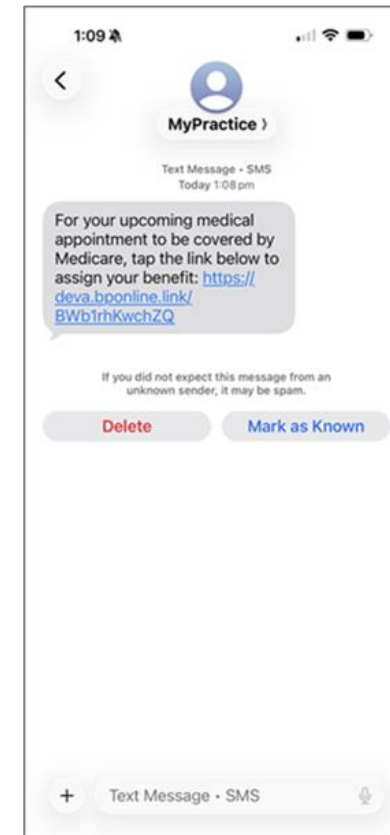 1:09
MyPractice
Text Message • SMS
Today 1:08 pm
For your upcoming medical
appointment to be covered by
Medicare, tap the link below to
assign your benefit: https://
deva.bponline.link/
BWb1rhKwchZQ
If you did not expect this message from an
unknown sender, it may be spam.
Delete
Mark as Known
Text Message • SMS